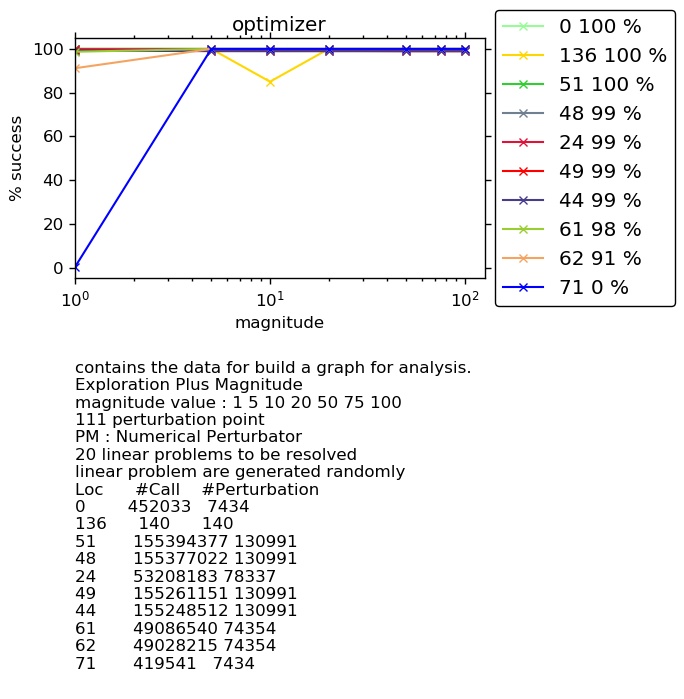 optimizer
% success
100
80
60
40
20
0
10^0
10^1
10^2
magnitude
0 100 %
136 100 %
51 100 %
48 99 %
24 99 %
49 99 %
44 99 %
61 98 %
62 91 %
71 0 %
contains the data for build a graph for analysis.
Exploration Plus Magnitude
magnitude value : 1 5 10 20 50 75 100
111 perturbation point
PM : Numerical Perturbator
20 linear problems to be resolved
linear problem are generated randomly
Loc #Call #Perturbation
0 452033 7434
136 140 140
51 155394377 130991
48 155377022 130991
24 53208183 78337
49 155261151 130991
44 155248512 130991
61 49086540 74354
62 49028215 74354
71 419541 7434